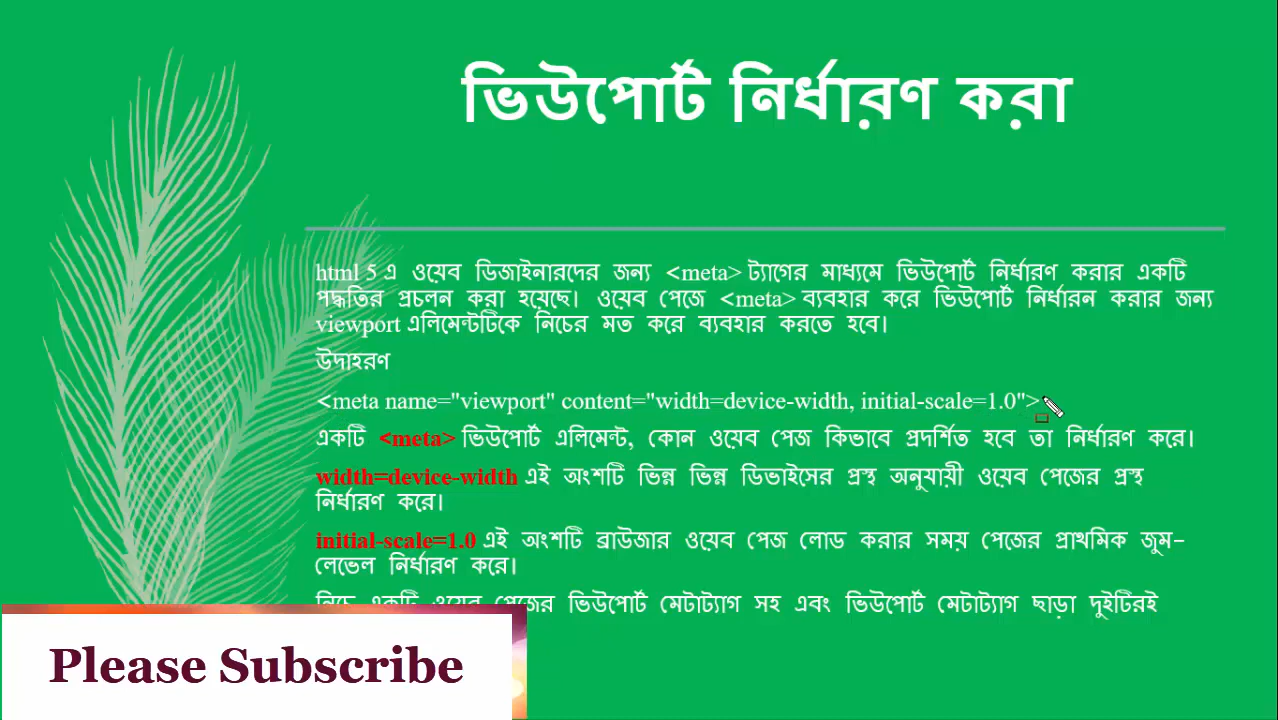 ভিউপোর্ট নির্ধারণ করা
html 5 এ ওয়েব ডিজাইনারদের জন্য <meta> ট্যাগের মাধ্যমে ভিউপোর্ট নির্ধারণ করার একটি
পদ্ধতির প্রচলন করা হয়েছে। ওয়েব পেজে <meta> ব্যবহার করে ভিউপোর্ট নির্ধারন করার জন্য
viewport এলিমেন্টটিকে নিচের মত করে ব্যবহার করতে হবে।
উদাহরণ
<meta name="viewport" content="width=device-width, initial-scale=1.0">
একটি <meta> ভিউপোর্ট এলিমেন্ট, কোন ওয়েব পেজ কিভাবে প্রদর্শিত হবে তা নির্ধারণ করে।
width=device-width এই অংশটি ভিন্ন ভিন্ন ডিভাইসের প্রস্থ অনুযায়ী ওয়েব পেজের প্রস্থ
নির্ধারণ করে।
initial-scale=1.0 এই অংশটি ব্রাউজার ওয়েব পেজ লোড করার সময় পেজের প্রাথমিক জুম-
লেভেল নির্ধারণ করে।
নিচে একটি ওয়েব পেজের ভিউপোর্ট মেটাট্যাগ সহ এবং ভিউপোর্ট মেটাট্যাগ ছাড়া দুইটিরই
Please Subscribe